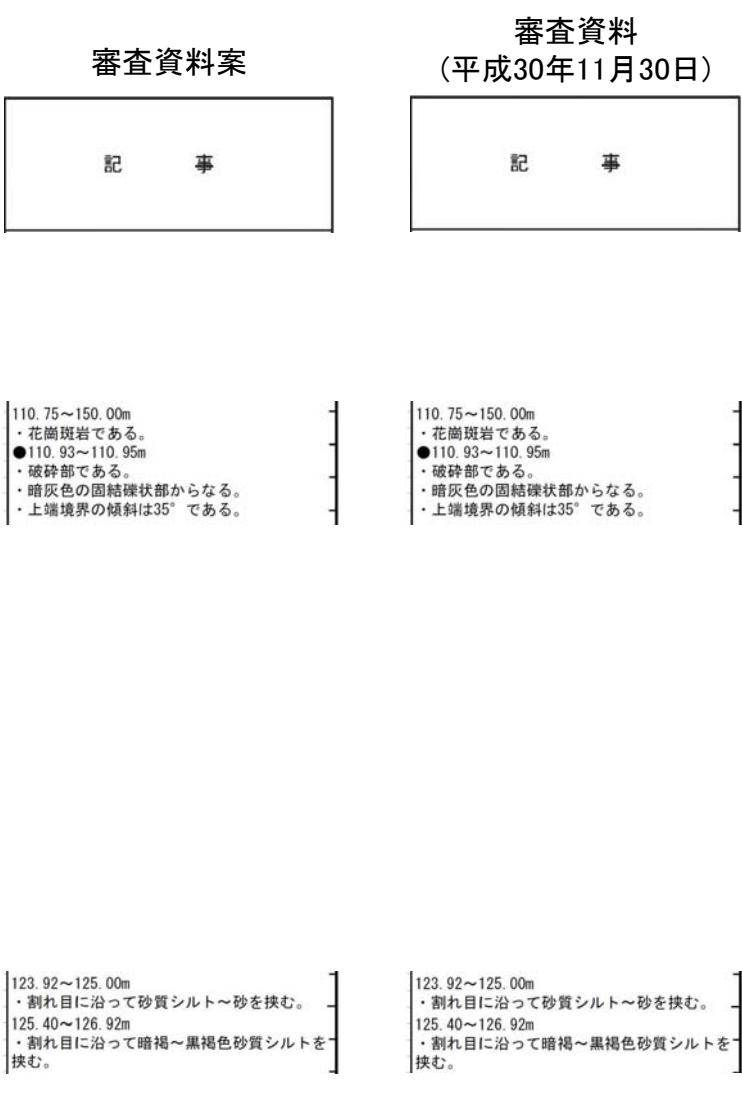 審査資料案
審査資料
（平成30年11月30日）
記　　　事
記　　　事
110.75～150.00m
・花崗斑岩である。
●110.93～110.95m
・破砕部である。
・暗灰色の固結礫状部からなる。
・上端境界の傾斜は35°である。
110.75～150.00m
・花崗斑岩である。
●110.93～110.95m
・破砕部である。
・暗灰色の固結礫状部からなる。
・上端境界の傾斜は35°である。
123.92～125.00m
・割れ目に沿って砂質シルト～砂を挟む。
125.40～126.92m
・割れ目に沿って暗褐～黒褐色砂質シルトを
挟む。
123.92～125.00m
・割れ目に沿って砂質シルト～砂を挟む。
125.40～126.92m
・割れ目に沿って暗褐～黒褐色砂質シルトを
挟む。